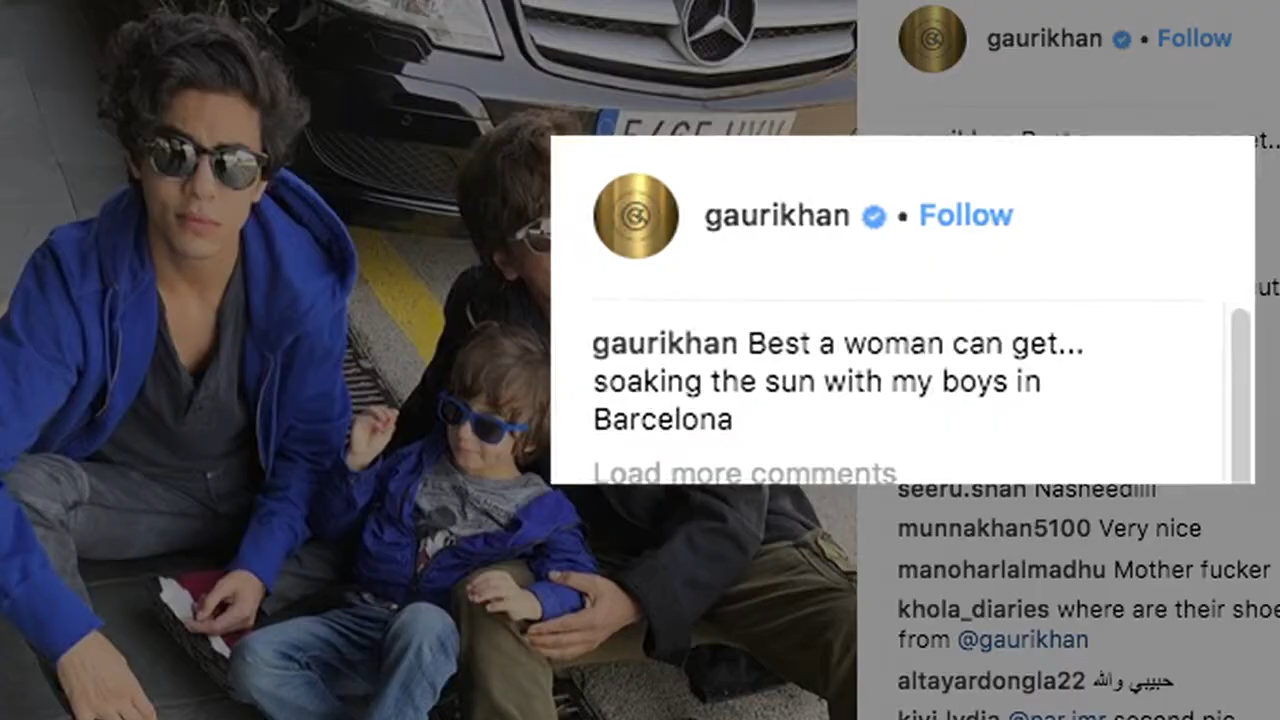 gaurikhan • Follow
gaurikhan • Follow
gaurikhan Best a woman can get...
soaking the sun with my boys in
Barcelona
Load more comments
seeru.shan Nasheediiii
munnakhan5100 Very nice
manoharlalmadhu Mother fucker
khola_diaries where are their shoe
from @gaurikhan
altayardongla22 حبيبي والله